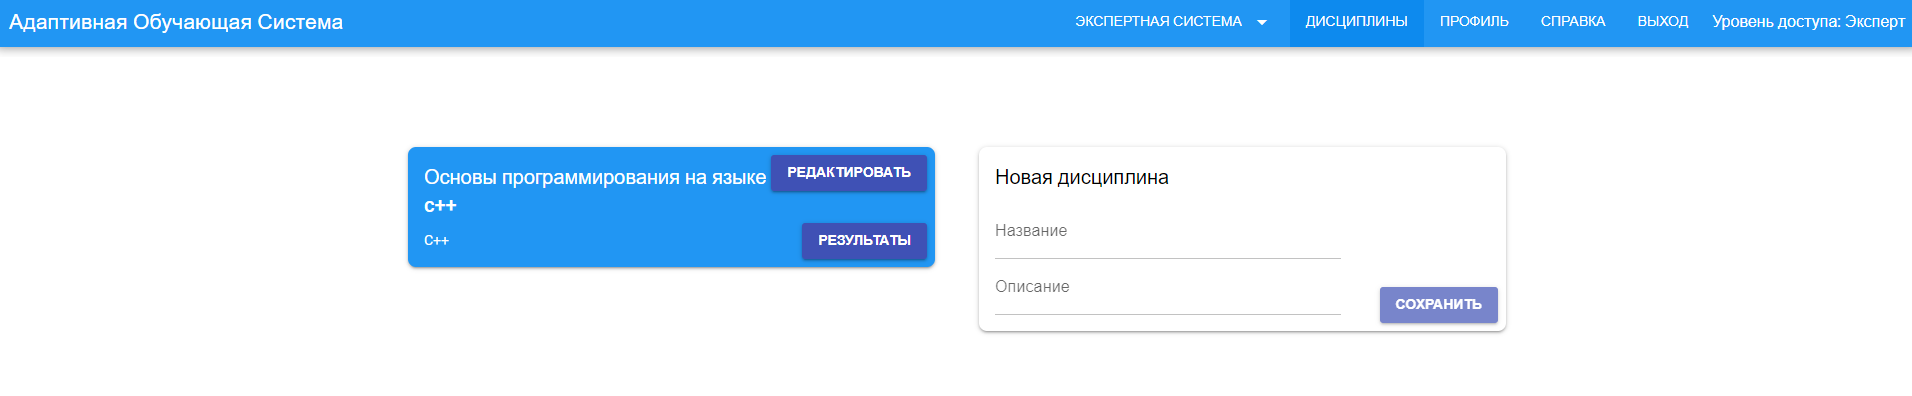 Адаптивная Обучающая Система
ЭКСПЕРТНАЯ СИСТЕМА
ДИСЦИПЛИНЫ
ПРОФИЛЬ
СПРАВКА
ВЫХОД
Уровень доступа: Эксперт
Основы программирования на языке
с++
РЕДАКТИРОВАТЬ
С++
РЕЗУЛЬТАТЫ
Новая дисциплина
Название
Описание
СОХРАНИТЬ